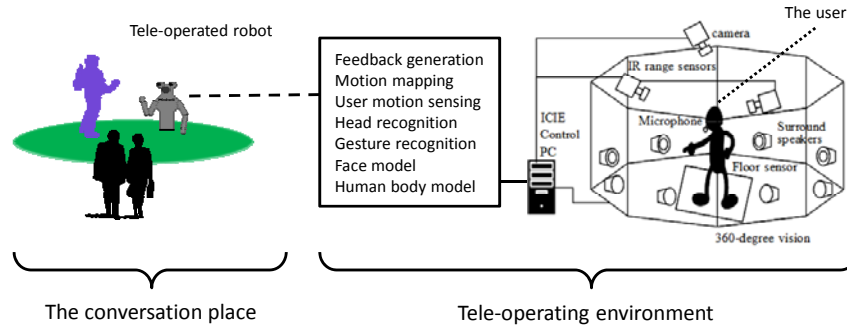 Tele-operated robot
Feedback generation
Motion mapping
User motion sensing
Head recognition
Gesture recognition
Face model
Human body model
The user
camera
IR range sensors
ICIE
Control
PC
Microphone
Surround
speakers
Floor sensor
360-degree vision
The conversation place
Tele-operating environment